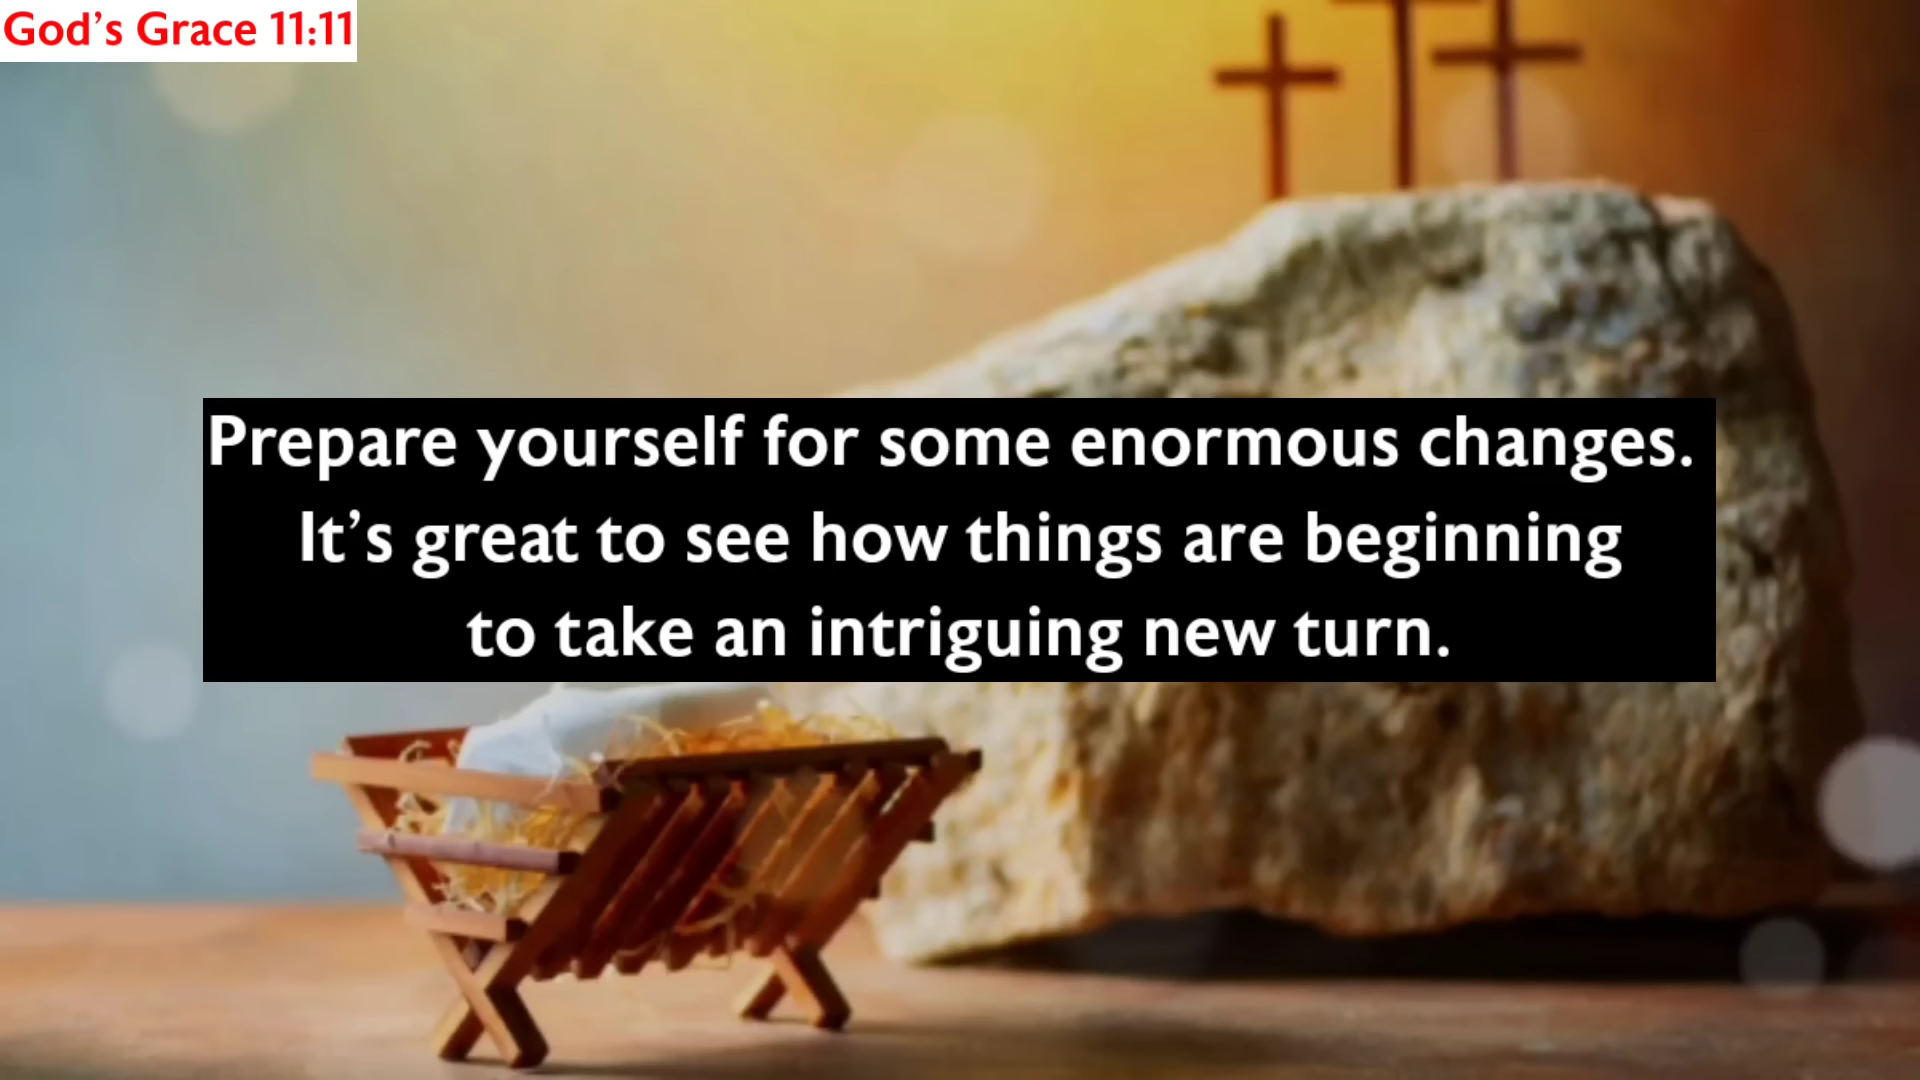 God's Grace 11:11
Prepare yourself for some enormous changes.
It's great to see how things are beginning
to take an intriguing new turn.